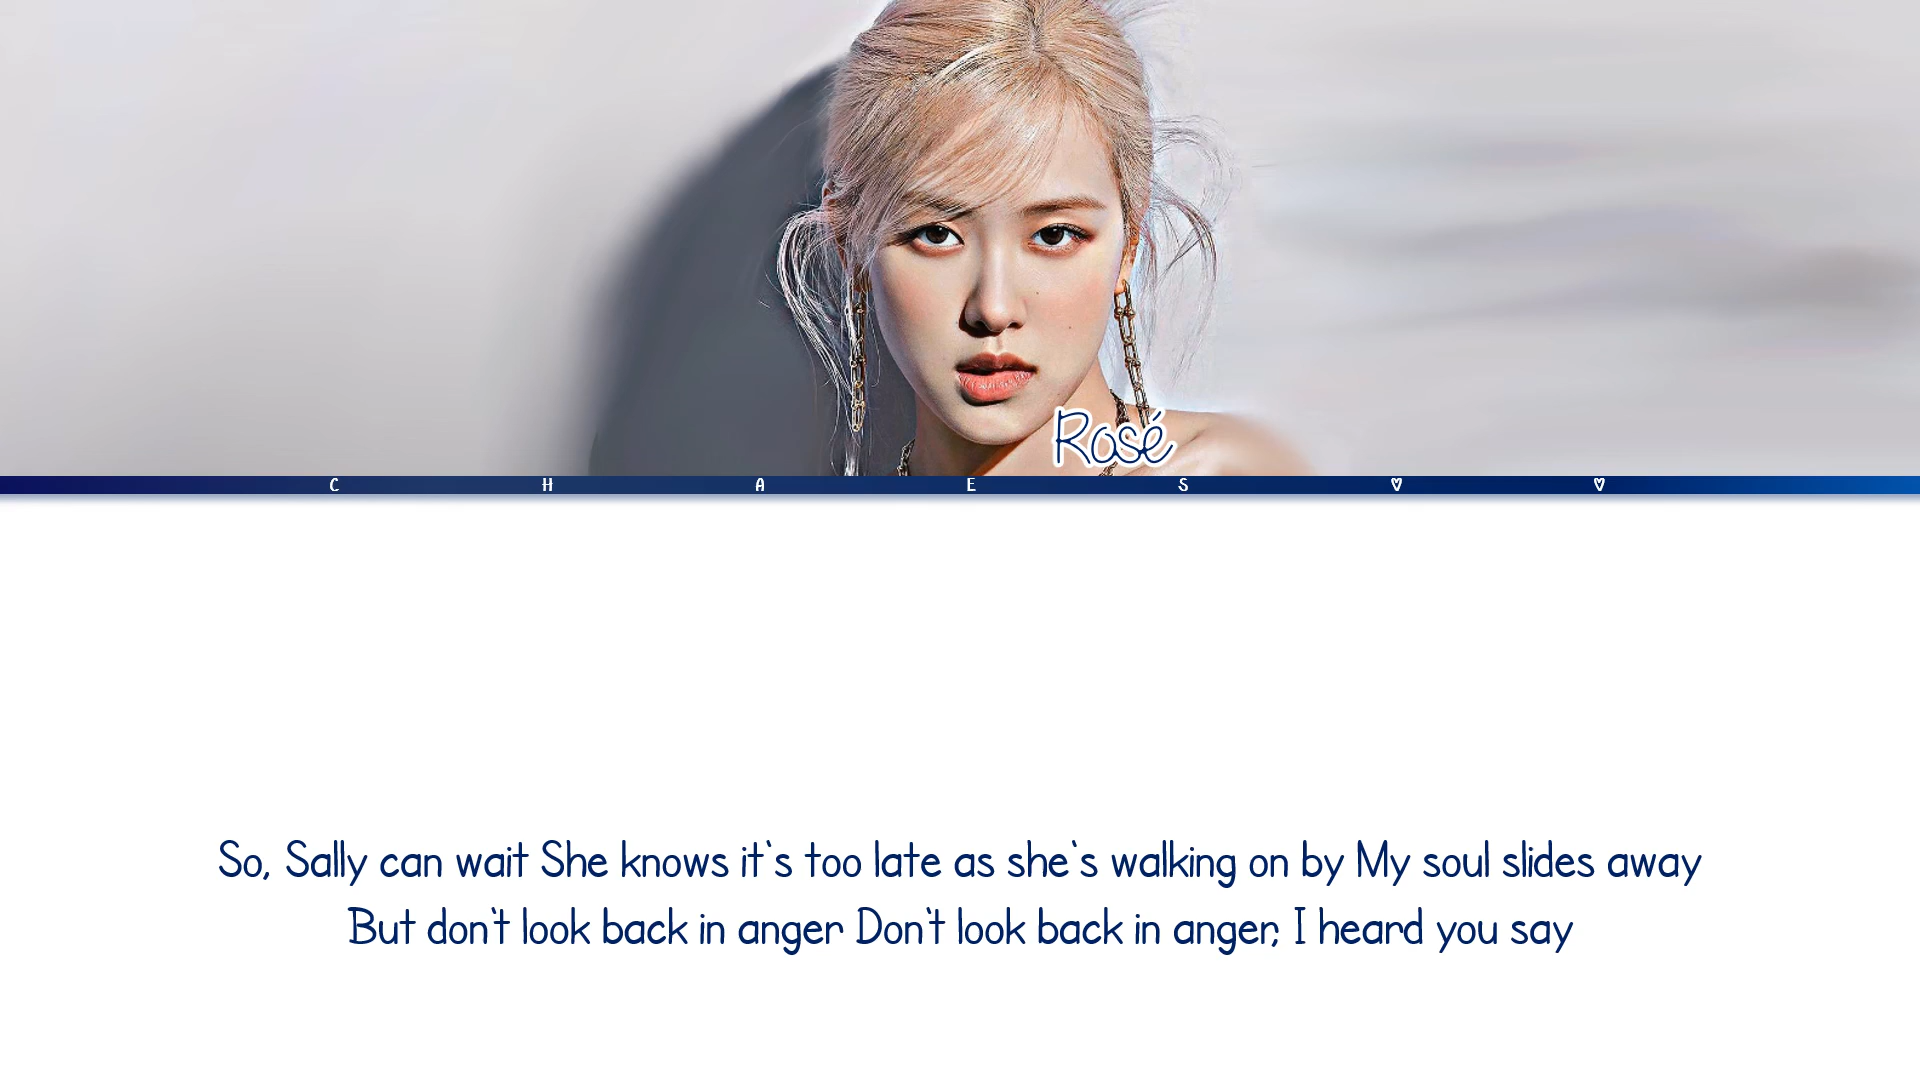 Rosé
C H A E S ♡ ♡
So, Sally can wait She knows it's too late as she's walking on by My soul slides away
But don't look back in anger Don't look back in anger, I heard you say